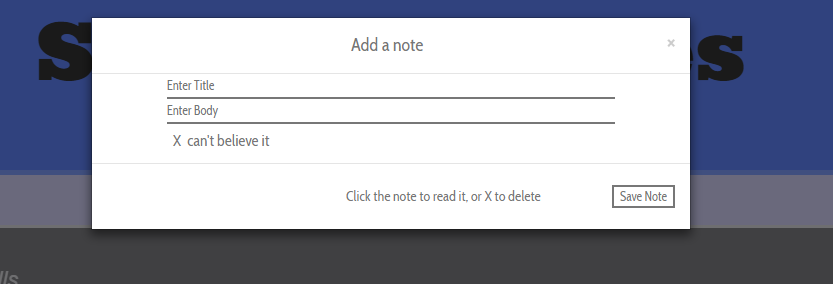 Add a note
×
Enter Title
Enter Body
X can't believe it
Click the note to read it, or X to delete
Save Note